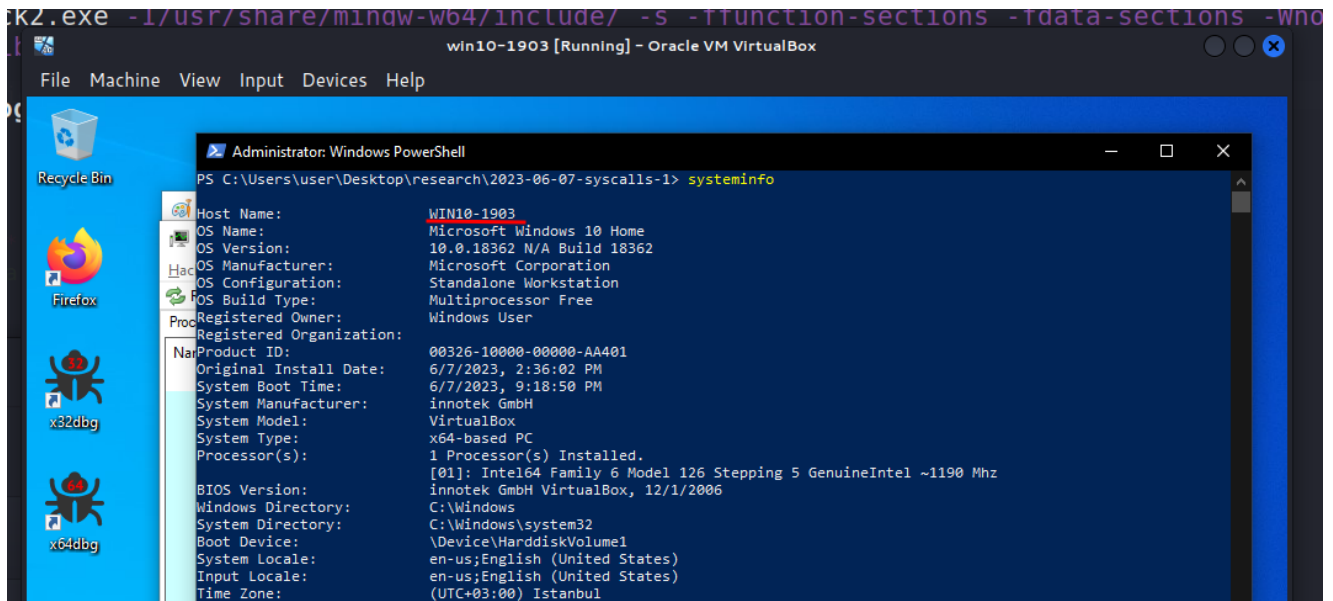 ck2.exe -I/usr/share/mingw-w64/include/ -s -ffunction-sections -fdata-sections -Wno
win10-1903 [Running] - Oracle VM VirtualBox
File Machine View Input Devices Help
Recycle Bin
Firefox
x32dbg
x64dbg
32
64
Hac
Proc
Nar
Administrator: Windows PowerShell
PS C:\Users\user\Desktop\research\2023-06-07-syscalls-1> systeminfo
Host Name: WIN10-1903
OS Name: Microsoft Windows 10 Home
OS Version: 10.0.18362 N/A Build 18362
OS Manufacturer: Microsoft Corporation
OS Configuration: Standalone Workstation
OS Build Type: Multiprocessor Free
Registered Owner: Windows User
Registered Organization:
Product ID: 00326-10000-00000-AA401
Original Install Date: 6/7/2023, 2:36:02 PM
System Boot Time: 6/7/2023, 9:18:50 PM
System Manufacturer: innotek GmbH
System Model: VirtualBox
System Type: x64-based PC
Processor(s): 1 Processor(s) Installed.
[01]: Intel64 Family 6 Model 126 Stepping 5 GenuineIntel ~1190 Mhz
BIOS Version: innotek GmbH VirtualBox, 12/1/2006
Windows Directory: C:\Windows
System Directory: C:\Windows\system32
Boot Device: \Device\HarddiskVolume1
System Locale: en-us;English (United States)
Input Locale: en-us;English (United States)
Time Zone: (UTC+03:00) Istanbul